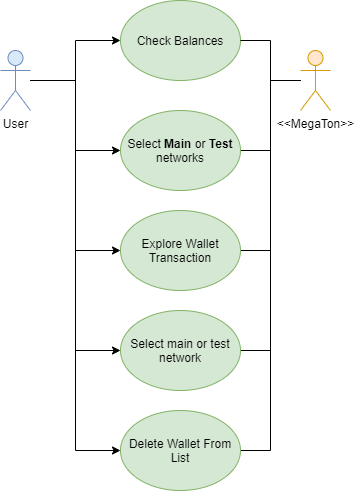 Check Balances
User
<<MegaTon>>
Select Main or Test
networks
Explore Wallet
Transaction
Select main or test
network
Delete Wallet From
List